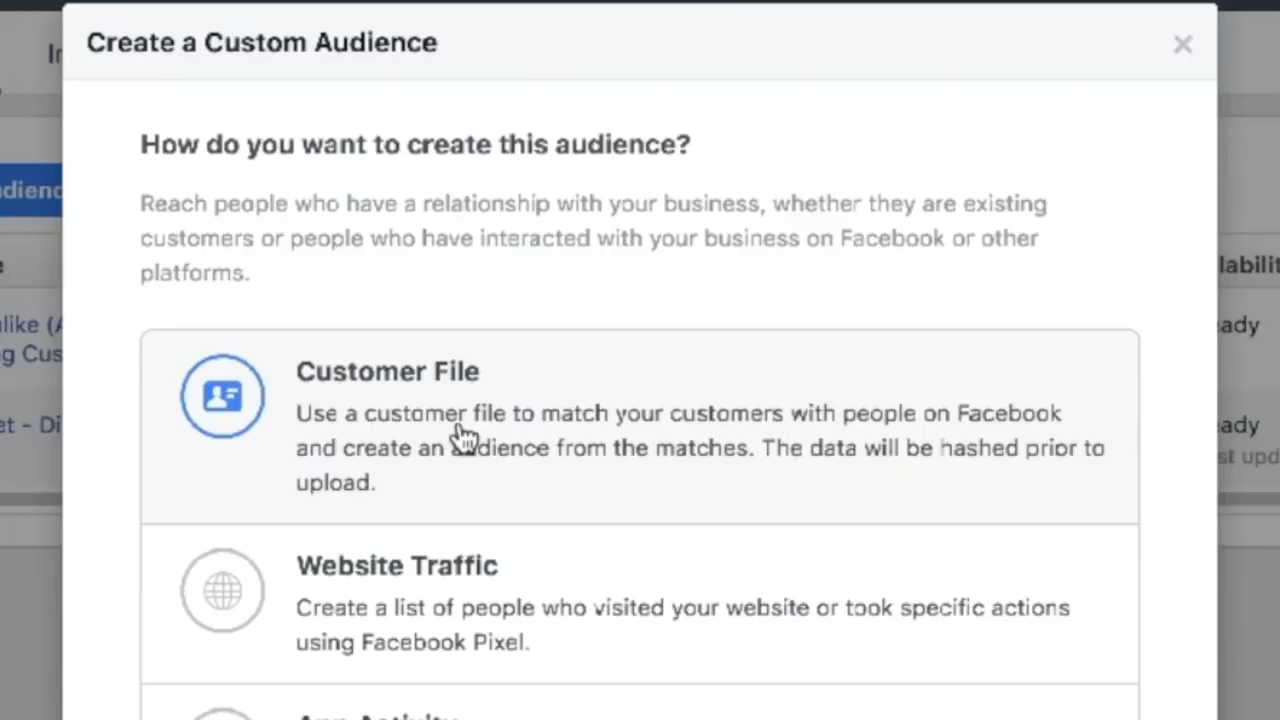 Create a Custom Audience
How do you want to create this audience?
Reach people who have a relationship with your business, whether they are existing
customers or people who have interacted with your business on Facebook or other
platforms.
Customer File
Use a customer file to match your customers with people on Facebook
and create an audience from the matches. The data will be hashed prior to
upload.
Website Traffic
Create a list of people who visited your website or took specific actions
using Facebook Pixel.
App Activity